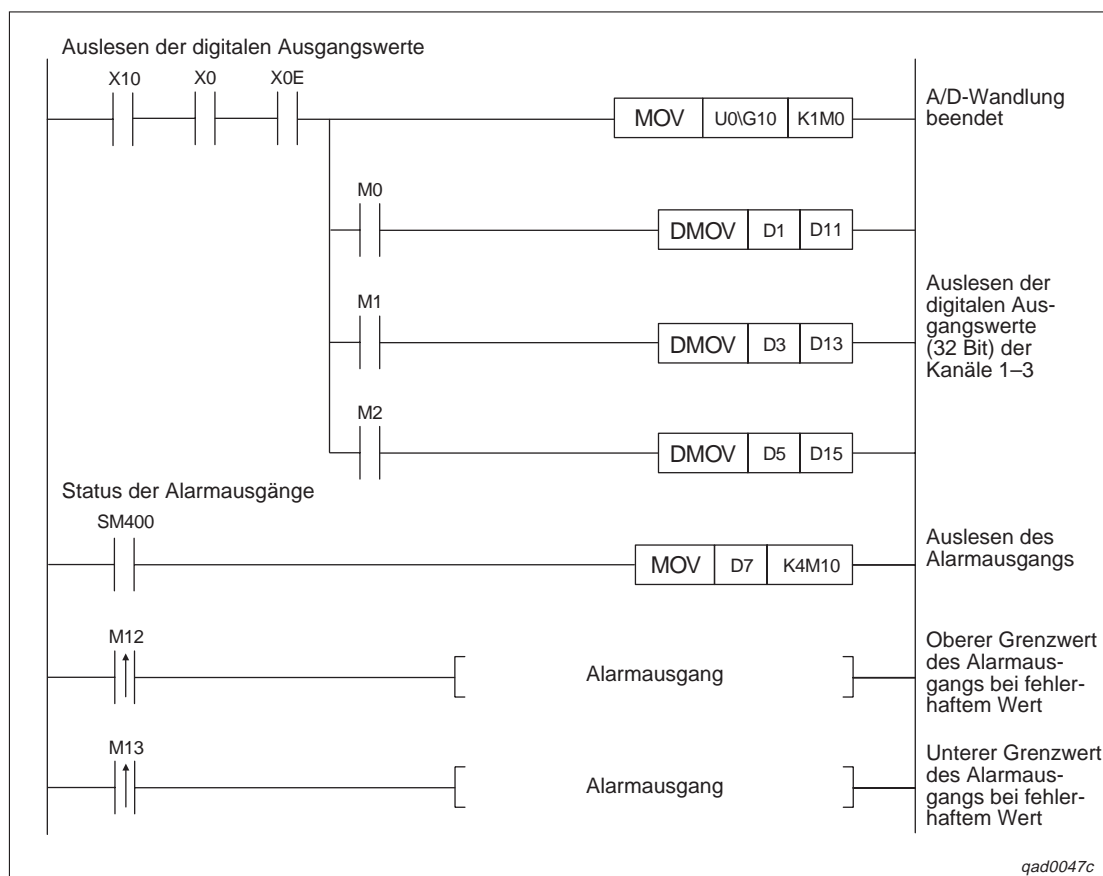 Auslesen der digitalen Ausgangswerte
X10 X0 X0E
MOV U0\G10 K1M0
A/D-Wandlung
beendet
M0
DMOV D1 D11
M1
DMOV D3 D13
Auslesen der
digitalen Aus-
gangswerte
(32 Bit) der
Kanäle 1–3
M2
DMOV D5 D15
Status der Alarmausgänge
SM400
MOV D7 K4M10
Auslesen des
Alarmausgangs
M12
Alarmausgang
Oberer Grenzwert
des Alarmaus-
gangs bei fehler-
haftem Wert
M13
Alarmausgang
Unterer Grenzwert
des Alarmaus-
gangs bei fehler-
haftem Wert
qad0047c